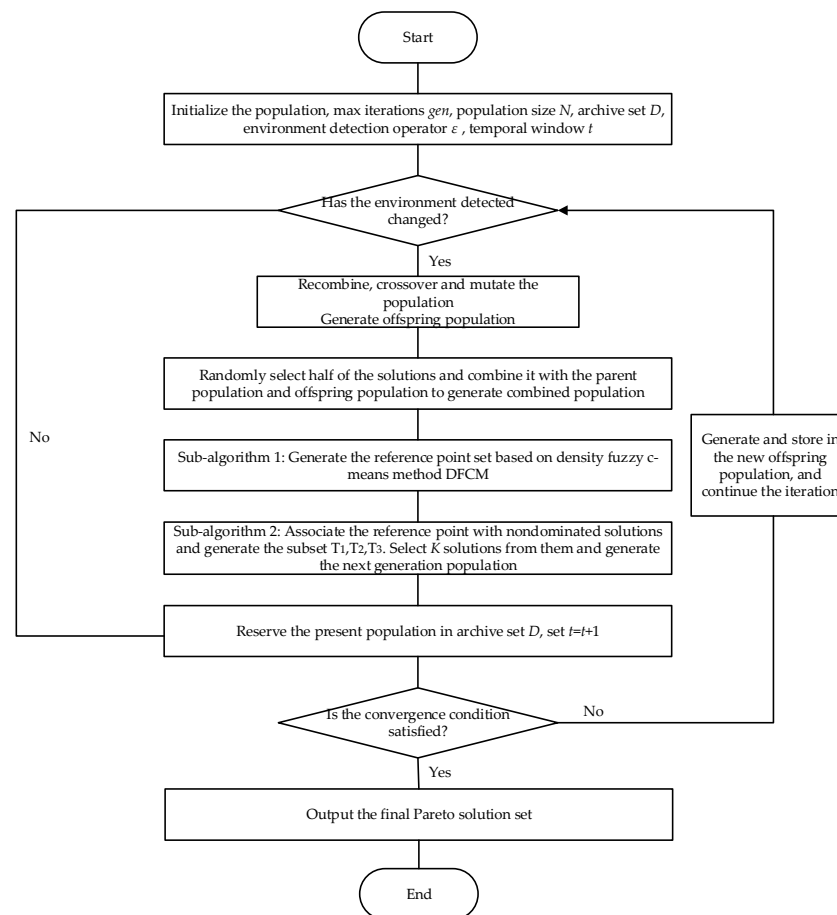 Start
Initialize the population, max iterations gen, population size N, archive set D,
environment detection operator ε , temporal window t
Has the environment detected
changed?
Yes
Recombine, crossover and mutate the
population
Generate offspring population
Randomly select half of the solutions and combine it with the parent
population and offspring population to generate combined population
No
Generate and store in
the new offspring
population, and
continue the iteration
Sub-algorithm 1: Generate the reference point set based on density fuzzy c-
means method DFCM
Sub-algorithm 2: Associate the reference point with nondominated solutions
and generate the subset T1,T2,T3. Select K solutions from them and generate
the next generation population
Reserve the present population in archive set D, set t=t+1
Is the convergence condition
satisfied?
No
Yes
Output the final Pareto solution set
End